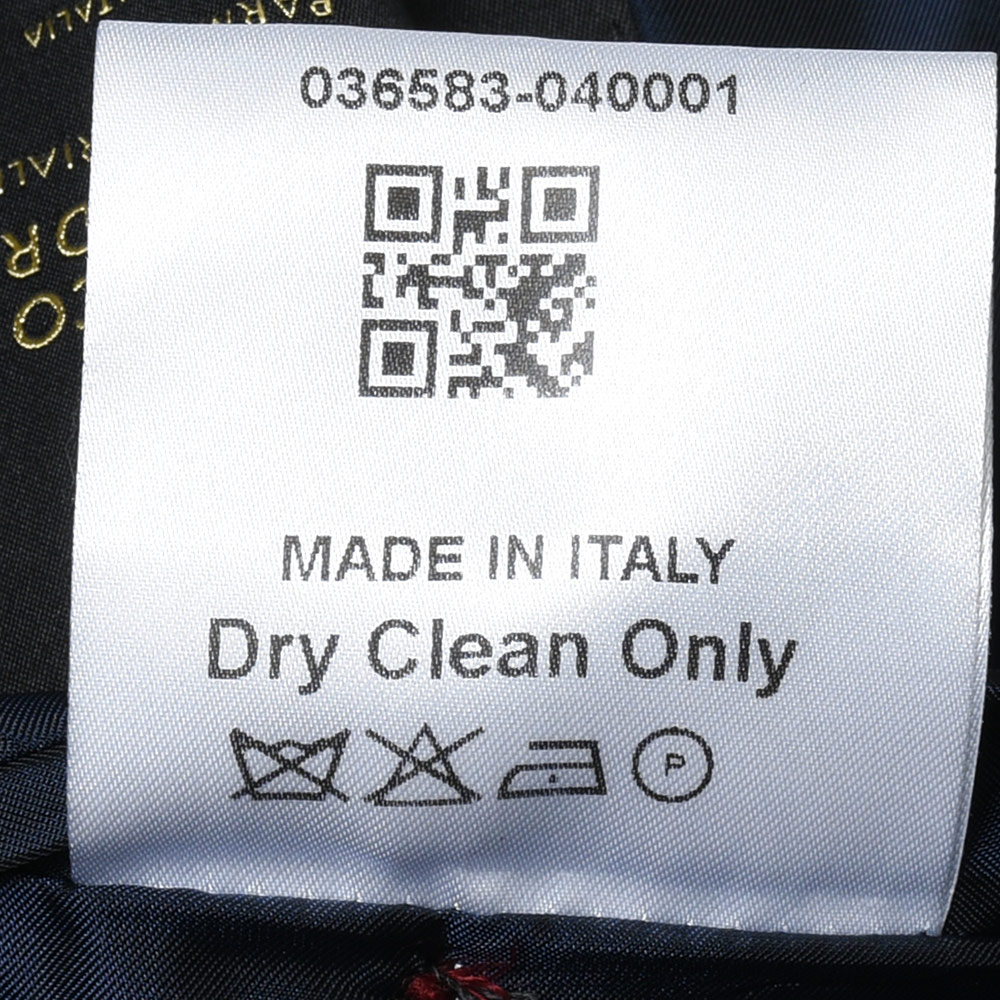 036583-040001
MADE IN ITALY
Dry Clean Only
P